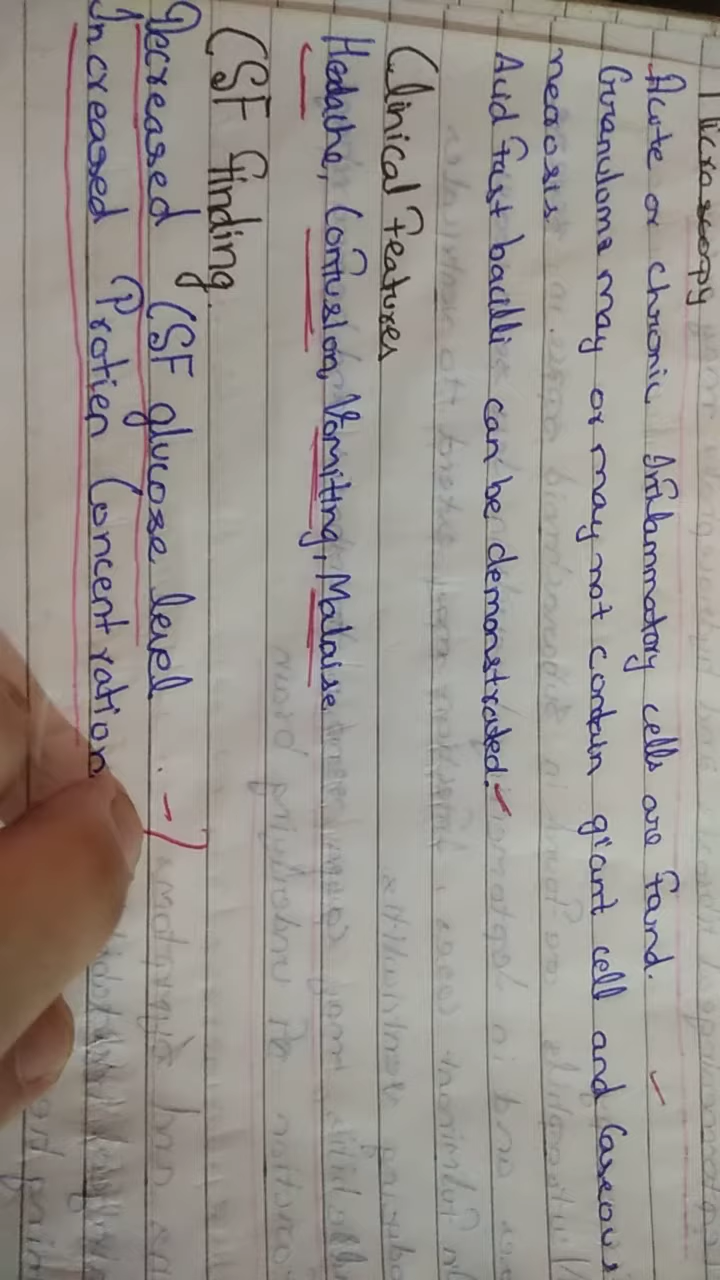 Microscopy
Acute or chronic Inflammatory cells are found.
Granuloma may or may not contain giant cell and Caseous
necrosis
Acid fast bacilli can be demonstrated.
Clinical Features
Headache, Confusion, Vomiting, Malaise
CSF finding.
Decreased CSF glucose level
Increased Protien Concentration